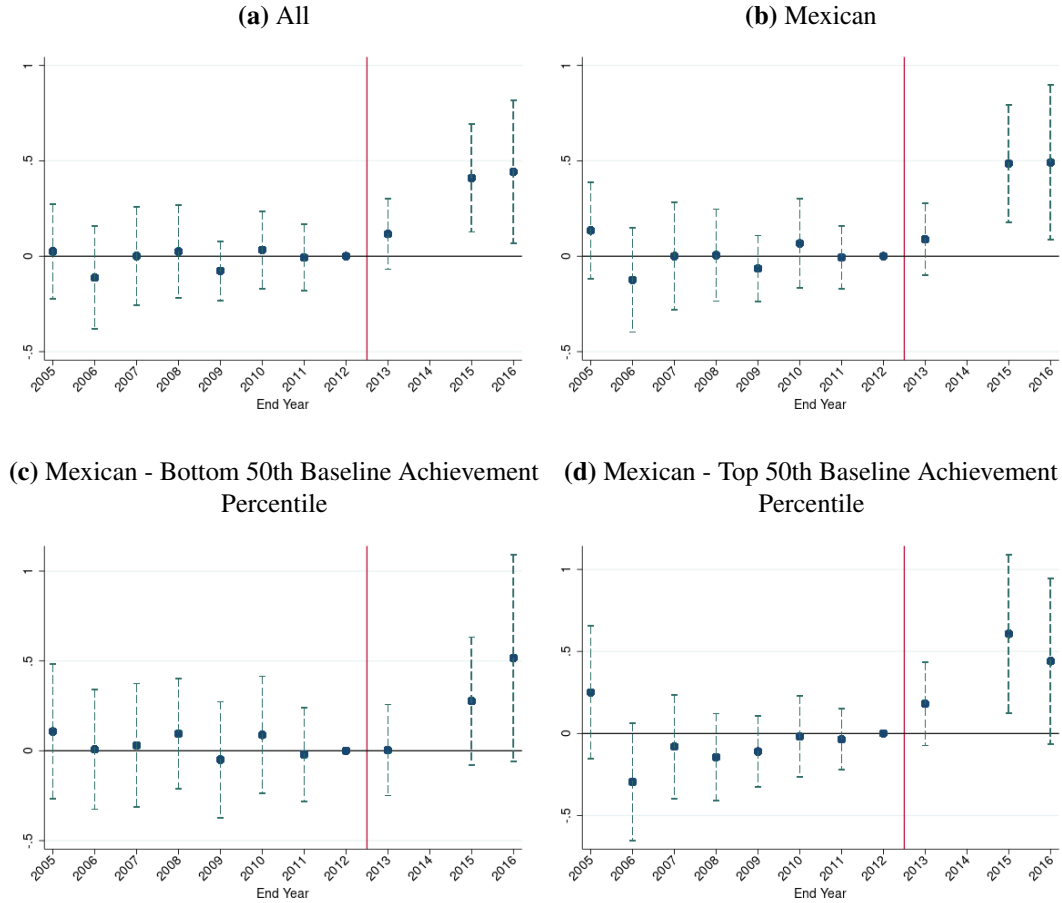 (a) All
1
.5
0
-.5
2005 2006 2007 2008 2009 2010 2011 2012 2013 2014 2015 2016
End Year
(b) Mexican
1
.5
0
-.5
2005 2006 2007 2008 2009 2010 2011 2012 2013 2014 2015 2016
End Year
(c) Mexican - Bottom 50th Baseline Achievement
Percentile
1
.5
0
-.5
2005 2006 2007 2008 2009 2010 2011 2012 2013 2014 2015 2016
End Year
(d) Mexican - Top 50th Baseline Achievement
Percentile
1
.5
0
-.5
2005 2006 2007 2008 2009 2010 2011 2012 2013 2014 2015 2016
End Year